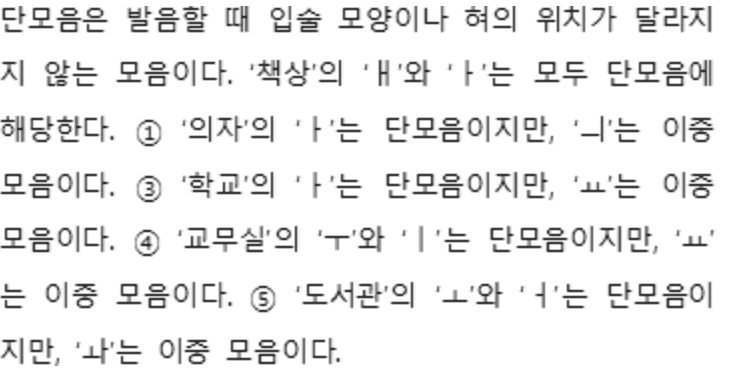 단모음은 발음할 때 입술 모양이나 혀의 위치가 달라지
지 않는 모음이다. ‘책상’의 ‘ㅐ’와 ‘ㅏ’는 모두 단모음에
해당한다. ① ‘의자’의 ‘ㅏ’는 단모음이지만, ‘ㅢ’는 이중
모음이다. ③ ‘학교’의 ‘ㅏ’는 단모음이지만, ‘ㅛ’는 이중
모음이다. ④ ‘교무실’의 ‘ㅜ’와 ‘ㅣ’는 단모음이지만, ‘ㅛ’
는 이중 모음이다. ⑤ ‘도서관’의 ‘ㅗ’와 ‘ㅓ’는 단모음이
지만, ‘ㅘ’는 이중 모음이다.